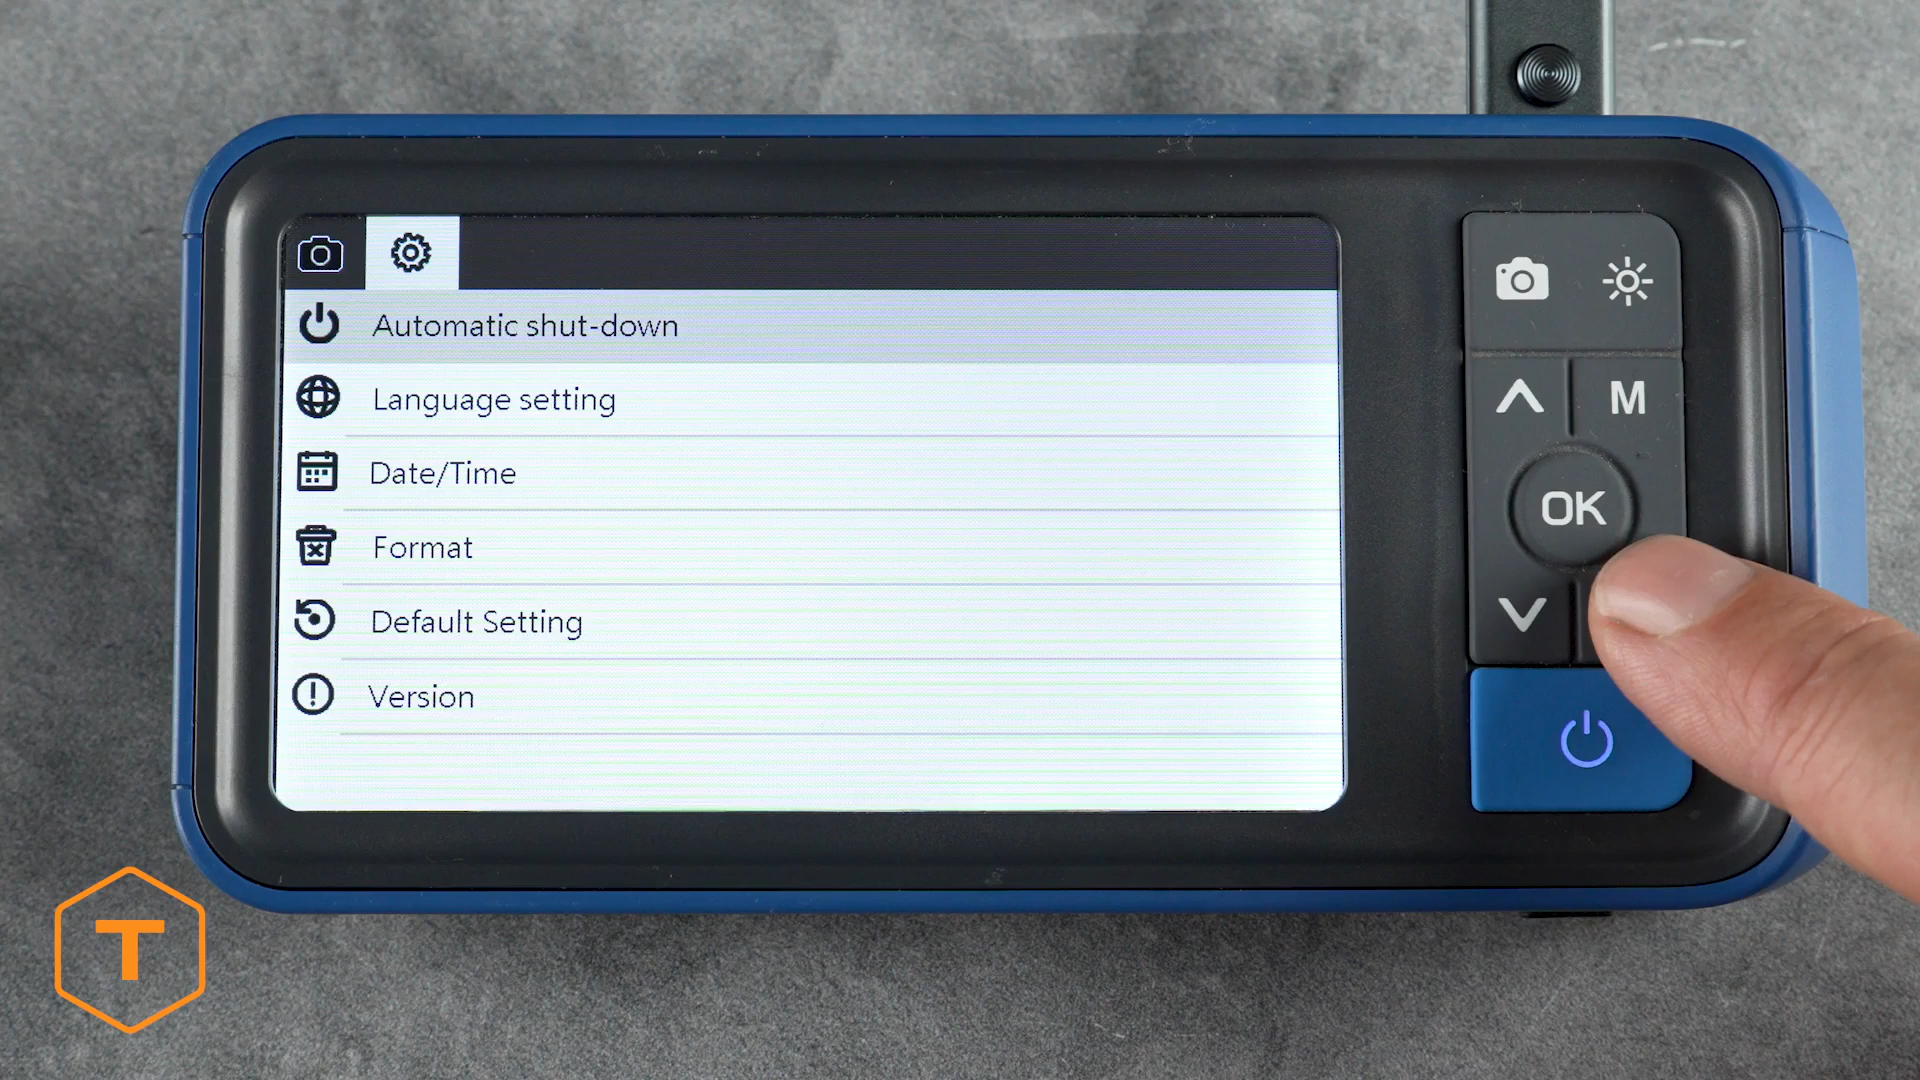 Automatic shut-down
Language setting
Date/Time
Format
Default Setting
Version
M
OK
T